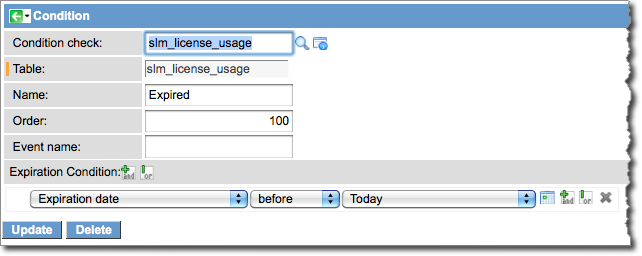 Condition
Condition check: slm_license_usage
Table: slm_license_usage
Name: Expired
Order: 100
Event name:
Expiration Condition: and or
Expiration date before Today and or
Update Delete